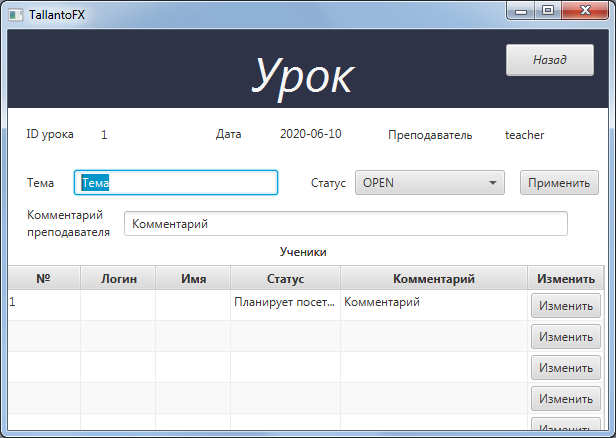 TallantoFX
Урок
Назад
ID урока 1 Дата 2020-06-10 Преподаватель teacher
Тема Тема Статус OPEN Применить
Комментарий
преподавателя Комментарий
Ученики
№ Логин Имя Статус Комментарий Изменить
1 Планирует посет... Комментарий Изменить
Изменить
Изменить
Изменить
Изменить